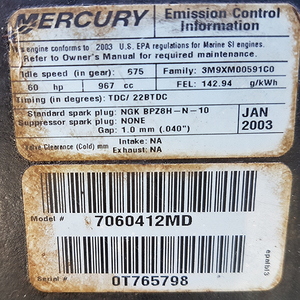 MERCURY Emission Control
Information
engine conforms to 2003 U.S. EPA regulations for Marine SI engines.
Refer to Owner's Manual for required maintenance.
Idle speed (in gear): 675 Family: 3M9XM00591C0
60 hp 967 cc FEL: 142.94 g/kWh
Timing (in degrees): TDC/ 22BTDC
Standard spark plug: NGK BPZ8H-N-10
Suppressor spark plug: NONE
Gap: 1.0 mm (.040")
JAN
2003
Valve Clearance (Cold) mm Intake: NA
Exhaust: NA
Model # 7060412MD
Serial # 0T765798